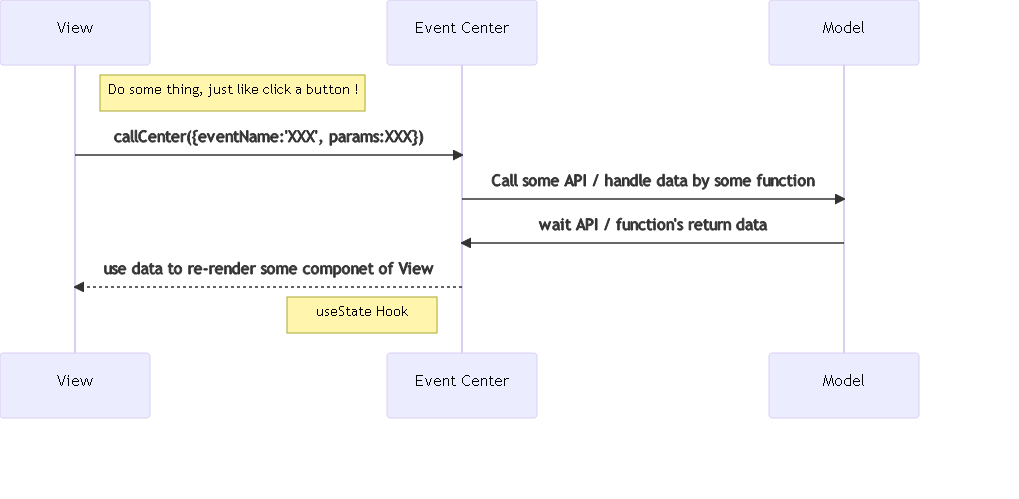 View
Event Center
Model
Do some thing, just like click a button !
callCenter({eventName:'XXX', params:XXX})
Call some API / handle data by some function
wait API / function's return data
use data to re-render some componet of View
useState Hook
View
Event Center
Model